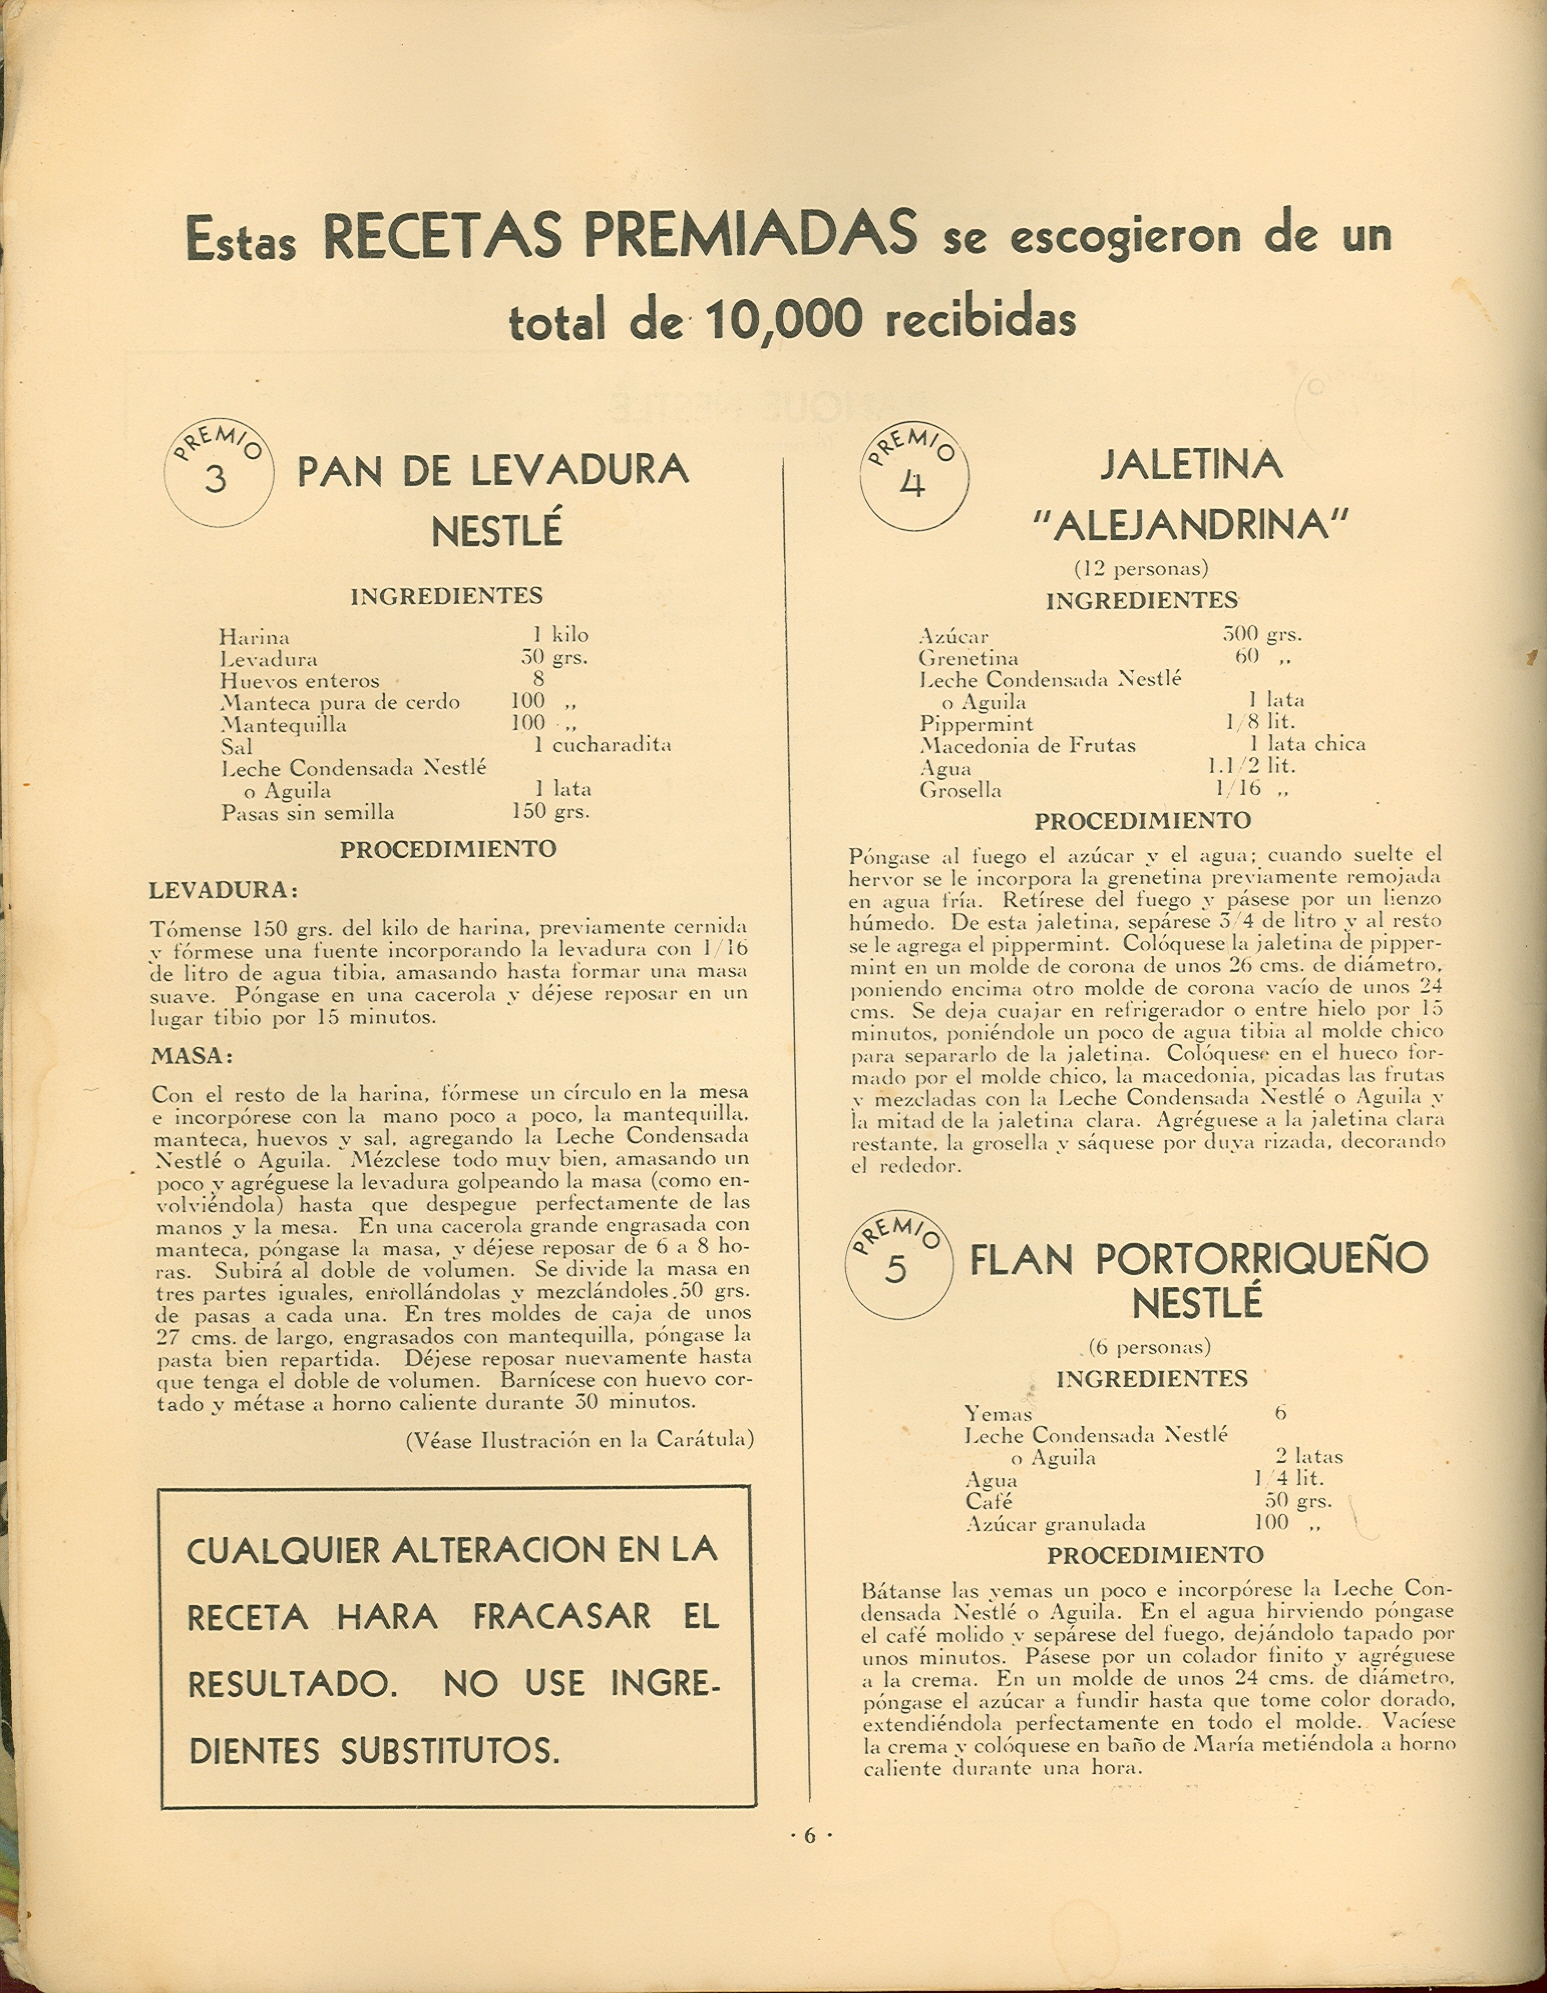 Estas RECETAS PREMIADAS se escogieron de un
total de 10,000 recibidas
PREMIO
3
PAN DE LEVADURA
NESTLÉ
INGREDIENTES
Harina 1 kilo
Levadura 30 grs.
Huevos enteros 8
Manteca pura de cerdo 100 ,,
Mantequilla 100 ,,
Sal 1 cucharadita
Leche Condensada Nestlé
o Aguila 1 lata
Pasas sin semilla 150 grs.
PROCEDIMIENTO
LEVADURA:
Tómense 150 grs. del kilo de harina, previamente cernida
y fórmese una fuente incorporando la levadura con 1/16
de litro de agua tibia, amasando hasta formar una masa
suave. Póngase en una cacerola y déjese reposar en un
lugar tibio por 15 minutos.
MASA:
Con el resto de la harina, fórmese un círculo en la mesa
e incorpórese con la mano poco a poco, la mantequilla,
manteca, huevos y sal, agregando la Leche Condensada
Nestlé o Aguila. Mézclese todo muy bien, amasando un
poco y agréguese la levadura golpeando la masa (como en-
volviéndola) hasta que despegue perfectamente de las
manos y la mesa. En una cacerola grande engrasada con
manteca, póngase la masa, y déjese reposar de 6 a 8 ho-
ras. Subirá al doble de volumen. Se divide la masa en
tres partes iguales, enrollándolas y mezclándoles 50 grs.
de pasas a cada una. En tres moldes de caja de unos
27 cms. de largo, engrasados con mantequilla, póngase la
pasta bien repartida. Déjese reposar nuevamente hasta
que tenga el doble de volumen. Barnícese con huevo cor-
tado y métase a horno caliente durante 30 minutos.
(Véase Ilustración en la Carátula)
CUALQUIER ALTERACION EN LA
RECETA HARA FRACASAR EL
RESULTADO. NO USE INGRE-
DIENTES SUBSTITUTOS.
PREMIO
4
JALETINA
"ALEJANDRINA"
(12 personas)
INGREDIENTES
Azúcar 300 grs.
Grenetina 60 ,,
Leche Condensada Nestlé
o Aguila 1 lata
Pippermint 1/8 lit.
Macedonia de Frutas 1 lata chica
Agua 1.1/2 lit.
Grosella 1/16 ,,
PROCEDIMIENTO
Póngase al fuego el azúcar y el agua; cuando suelte el
hervor se le incorpora la grenetina previamente remojada
en agua fría. Retírese del fuego y pásese por un lienzo
húmedo. De esta jaletina, sepárese 3/4 de litro y al resto
se le agrega el pippermint. Colóquese la jaletina de pipper-
mint en un molde de corona de unos 26 cms. de diámetro,
poniendo encima otro molde de corona vacío de unos 24
cms. Se deja cuajar en refrigerador o entre hielo por 15
minutos, poniéndole un poco de agua tibia al molde chico
para separarlo de la jaletina. Colóquese en el hueco for-
mado por el molde chico, la macedonia, picadas las frutas
y mezcladas con la Leche Condensada Nestlé o Aguila y
la mitad de la jaletina clara. Agréguese a la jaletina clara
restante, la grosella y sáquese por duya rizada, decorando
el rededor.
PREMIO
5
FLAN PORTORRIQUEÑO
NESTLÉ
(6 personas)
INGREDIENTES
Yemas 6
Leche Condensada Nestlé
o Aguila 2 latas
Agua 1/4 lit.
Café 50 grs.
Azúcar granulada 100 ,,
PROCEDIMIENTO
Bátanse las yemas un poco e incorpórese la Leche Con-
densada Nestlé o Aguila. En el agua hirviendo póngase
el café molido y sepárese del fuego, dejándolo tapado por
unos minutos. Pásese por un colador finito y agréguese
a la crema. En un molde de unos 24 cms. de diámetro,
póngase el azúcar a fundir hasta que tome color dorado,
extendiéndola perfectamente en todo el molde. Vacíese
la crema y colóquese en baño de María metiéndola a horno
caliente durante una hora.
· 6 ·